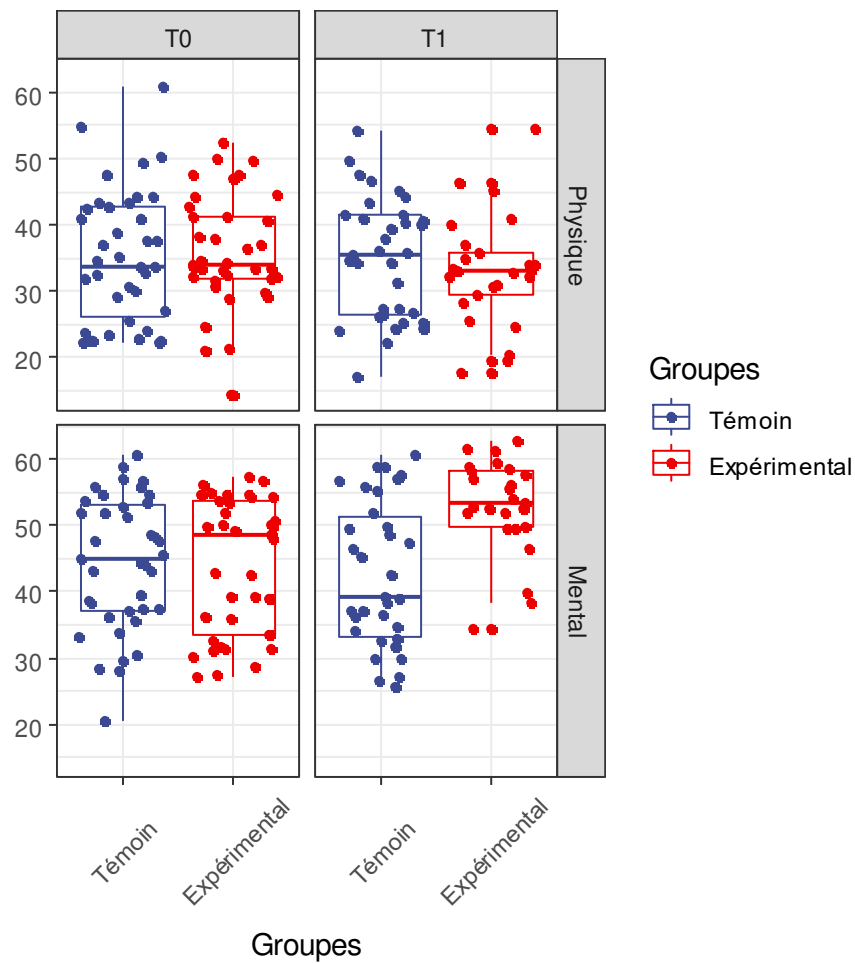 T0
T1
60
50
40
30
20
Physique
60
50
40
30
20
Mental
Témoin
Expérimental
Témoin
Expérimental
Groupes
Groupes
Témoin
Expérimental